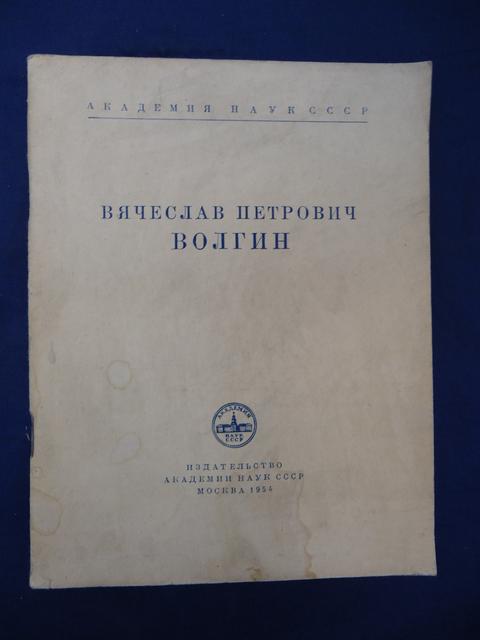 АКАДЕМИЯ НАУК СССР
ВЯЧЕСЛАВ ПЕТРОВИЧ
ВОЛГИН
АКАДЕМИЯ
НАУК
СССР
ИЗДАТЕЛЬСТВО
АКАДЕМИИ НАУК СССР
МОСКВА 1954